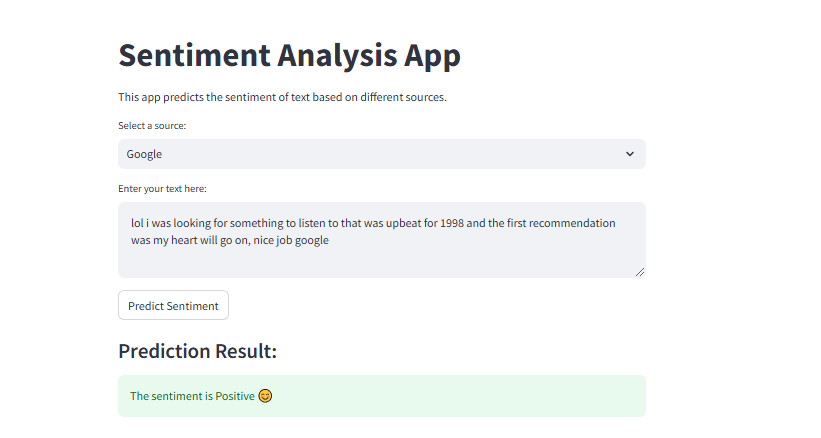 Sentiment Analysis App
This app predicts the sentiment of text based on different sources.
Select a source:
Google
Enter your text here:
lol i was looking for something to listen to that was upbeat for 1998 and the first recommendation
was my heart will go on, nice job google
Predict Sentiment
Prediction Result:
The sentiment is Positive 😊